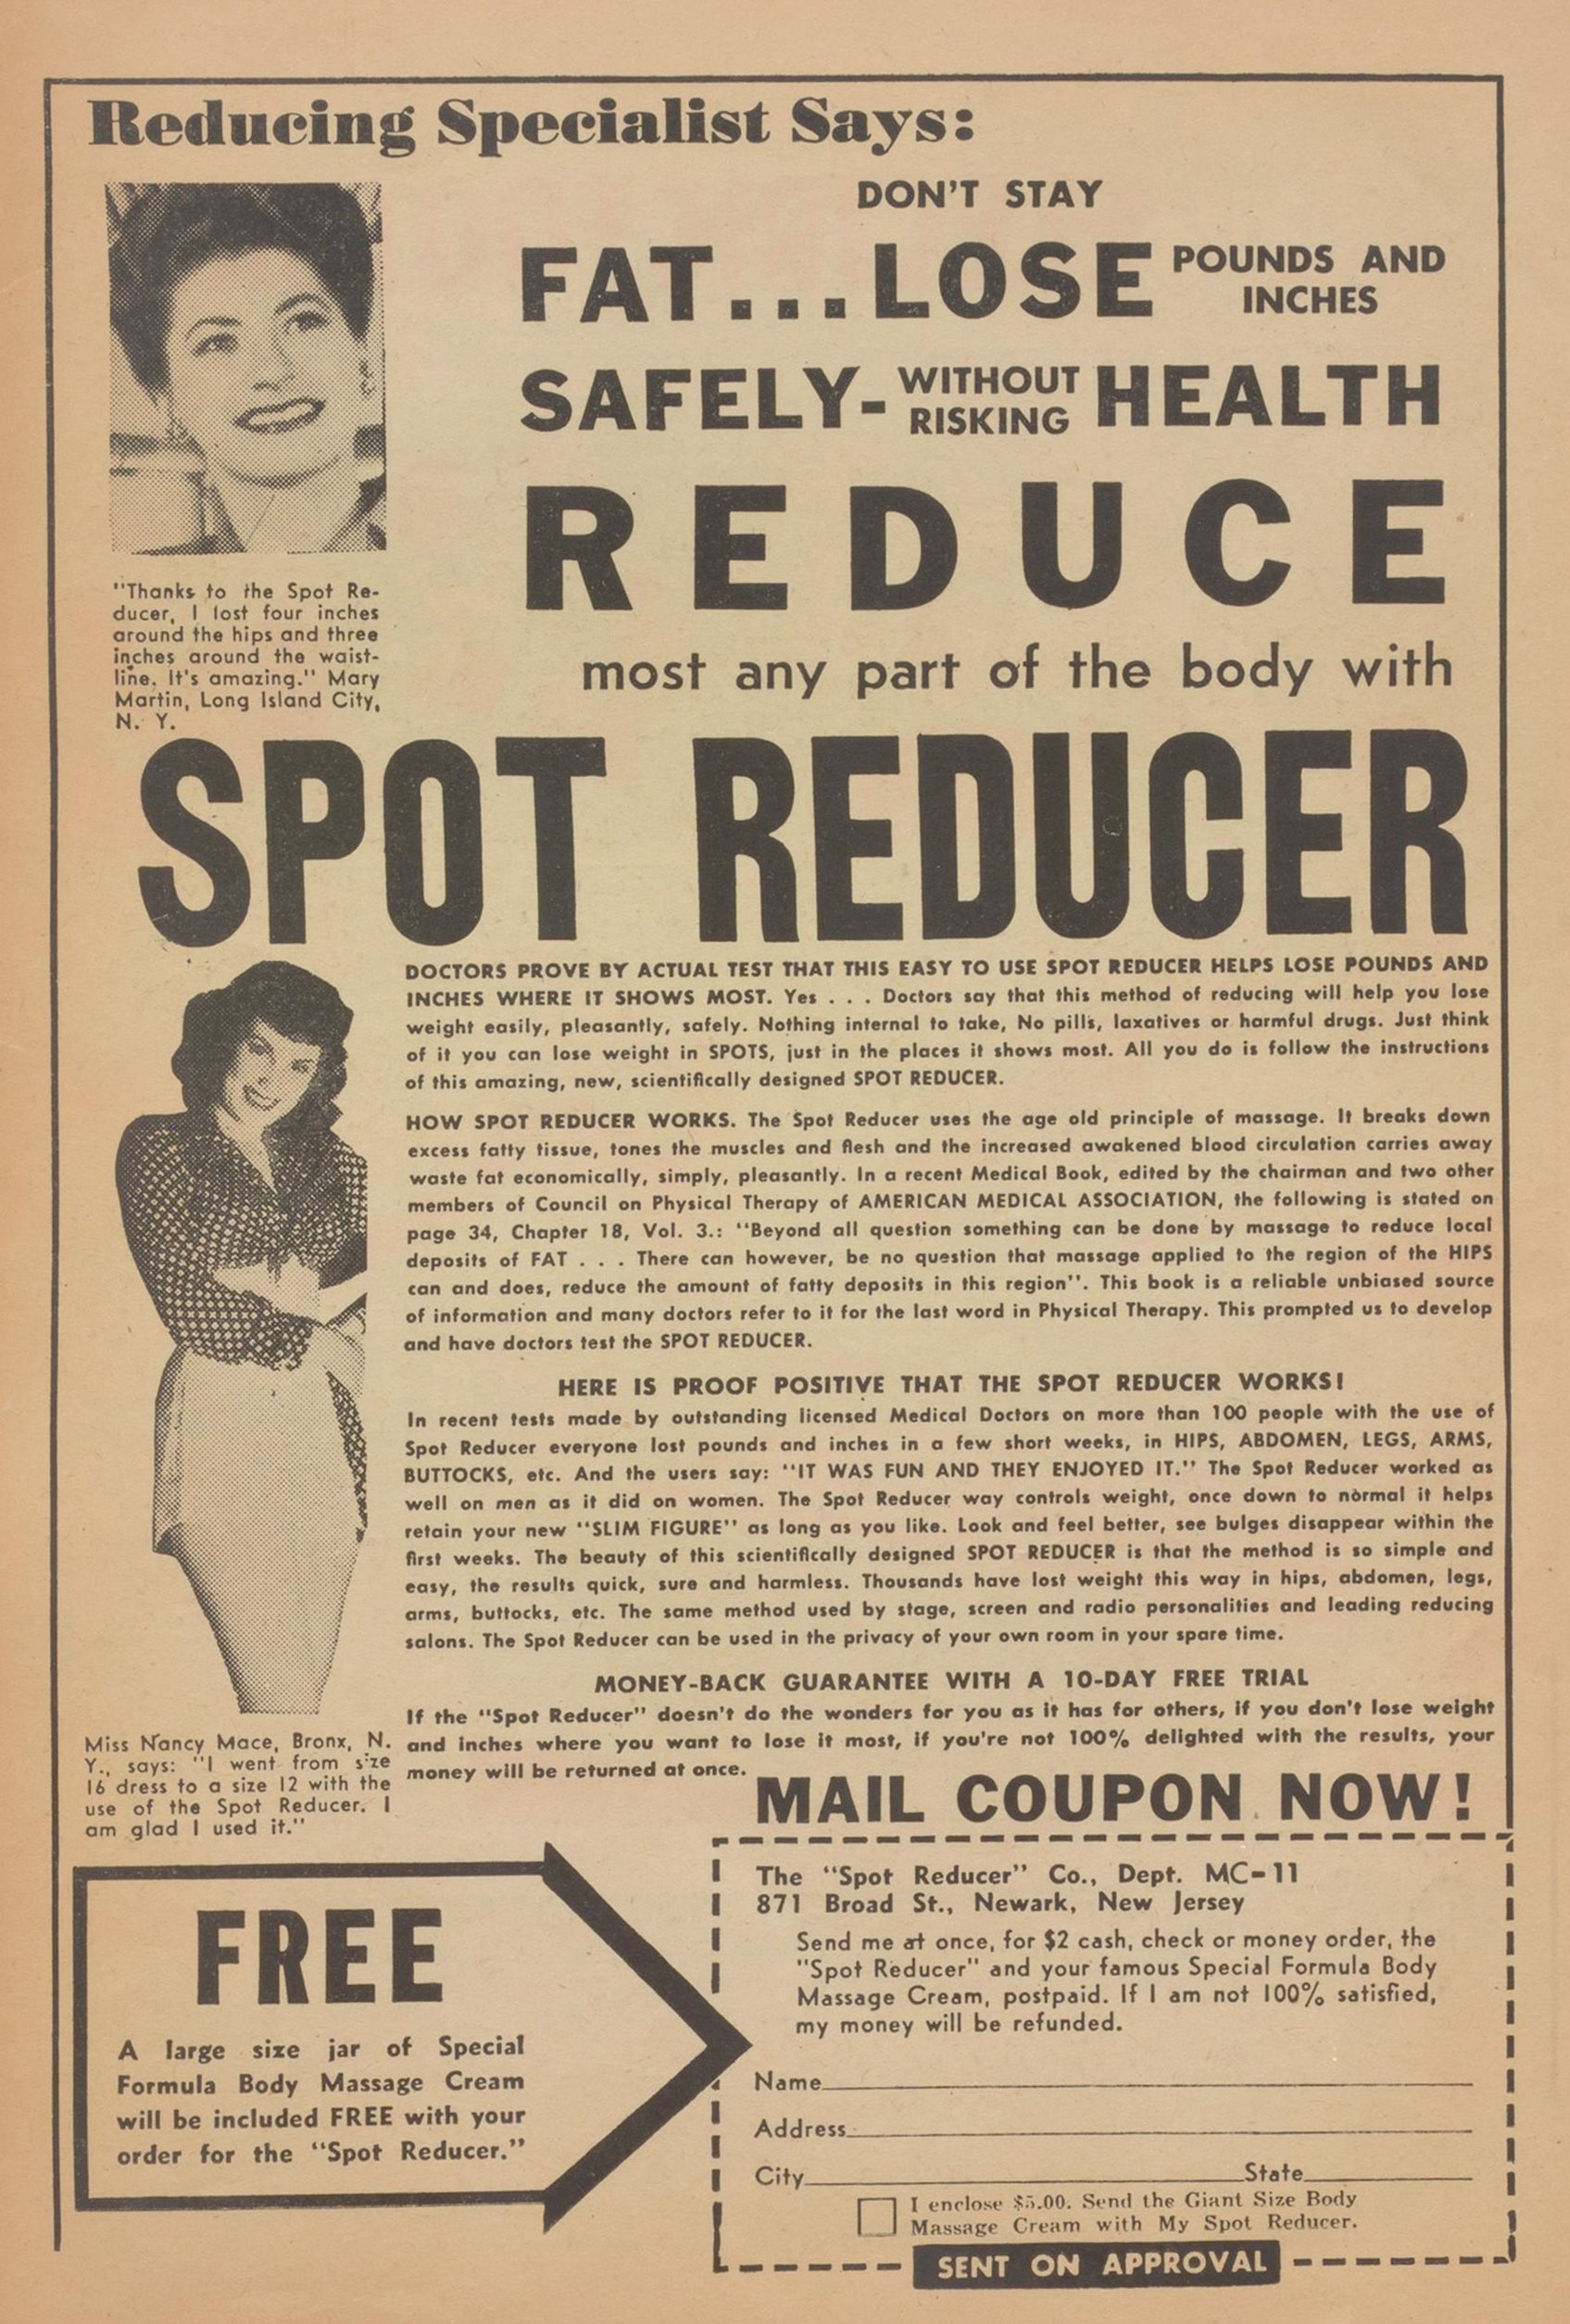 Reducing Specialist Says:
DON'T STAY
FAT...LOSE POUNDS AND INCHES
SAFELY- WITHOUT RISKING HEALTH
REDUCE
most any part of the body with
"Thanks to the Spot Re-
ducer, I lost four inches
around the hips and three
inches around the waist-
line. It's amazing." Mary
Martin, Long Island City,
N. Y.
SPOT REDUCER
DOCTORS PROVE BY ACTUAL TEST THAT THIS EASY TO USE SPOT REDUCER HELPS LOSE POUNDS AND
INCHES WHERE IT SHOWS MOST. Yes . . . Doctors say that this method of reducing will help you lose
weight easily, pleasantly, safely. Nothing internal to take, No pills, laxatives or harmful drugs. Just think
of it you can lose weight in SPOTS, just in the places it shows most. All you do is follow the instructions
of this amazing, new, scientifically designed SPOT REDUCER.
HOW SPOT REDUCER WORKS. The Spot Reducer uses the age old principle of massage. It breaks down
excess fatty tissue, tones the muscles and flesh and the increased awakened blood circulation carries away
waste fat economically, simply, pleasantly. In a recent Medical Book, edited by the chairman and two other
members of Council on Physical Therapy of AMERICAN MEDICAL ASSOCIATION, the following is stated on
page 34, Chapter 18, Vol. 3.: "Beyond all question something can be done by massage to reduce local
deposits of FAT . . . There can however, be no question that massage applied to the region of the HIPS
can and does, reduce the amount of fatty deposits in this region". This book is a reliable unbiased source
of information and many doctors refer to it for the last word in Physical Therapy. This prompted us to develop
and have doctors test the SPOT REDUCER.
HERE IS PROOF POSITIVE THAT THE SPOT REDUCER WORKS!
In recent tests made by outstanding licensed Medical Doctors on more than 100 people with the use of
Spot Reducer everyone lost pounds and inches in a few short weeks, in HIPS, ABDOMEN, LEGS, ARMS,
BUTTOCKS, etc. And the users say: "IT WAS FUN AND THEY ENJOYED IT." The Spot Reducer worked as
well on men as it did on women. The Spot Reducer way controls weight, once down to normal it helps
retain your new "SLIM FIGURE" as long as you like. Look and feel better, see bulges disappear within the
first weeks. The beauty of this scientifically designed SPOT REDUCER is that the method is so simple and
easy, the results quick, sure and harmless. Thousands have lost weight this way in hips, abdomen, legs,
arms, buttocks, etc. The same method used by stage, screen and radio personalities and leading reducing
salons. The Spot Reducer can be used in the privacy of your own room in your spare time.
MONEY-BACK GUARANTEE WITH A 10-DAY FREE TRIAL
If the "Spot Reducer" doesn't do the wonders for you as it has for others, if you don't lose weight
and inches where you want to lose it most, if you're not 100% delighted with the results, your
money will be returned at once.
Miss Nancy Mace, Bronx, N.
Y., says: "I went from size
16 dress to a size 12 with the
use of the Spot Reducer. I
am glad I used it."
MAIL COUPON NOW!
FREE
A large size jar of Special
Formula Body Massage Cream
will be included FREE with your
order for the "Spot Reducer."
The "Spot Reducer" Co., Dept. MC-11
871 Broad St., Newark, New Jersey
Send me at once, for $2 cash, check or money order, the
"Spot Reducer" and your famous Special Formula Body
Massage Cream, postpaid. If I am not 100% satisfied,
my money will be refunded.
Name
Address
City State
I enclose $5.00. Send the Giant Size Body
Massage Cream with My Spot Reducer.
SENT ON APPROVAL